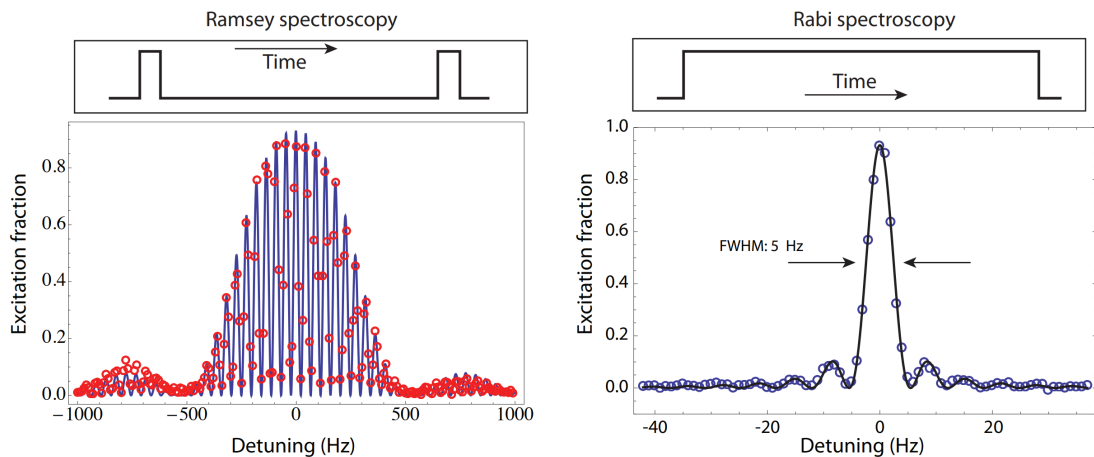 Ramsey spectroscopy
Time
Excitation fraction
0.8
0.6
0.4
0.2
0.0
−1000
−500
0
500
1000
Detuning (Hz)
Rabi spectroscopy
Time
Excitation fraction
1.0
0.8
0.6
0.4
0.2
0.0
FWHM: 5 Hz
-40
-20
0
20
Detuning (Hz)